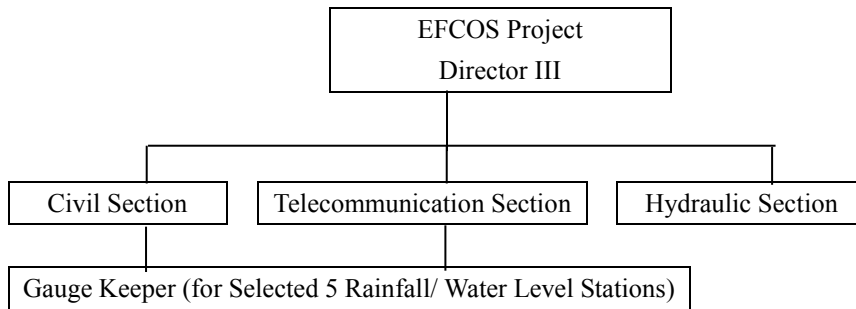 EFCOS Project
Director III
Civil Section
Telecommunication Section
Hydraulic Section
Gauge Keeper (for Selected 5 Rainfall/ Water Level Stations)